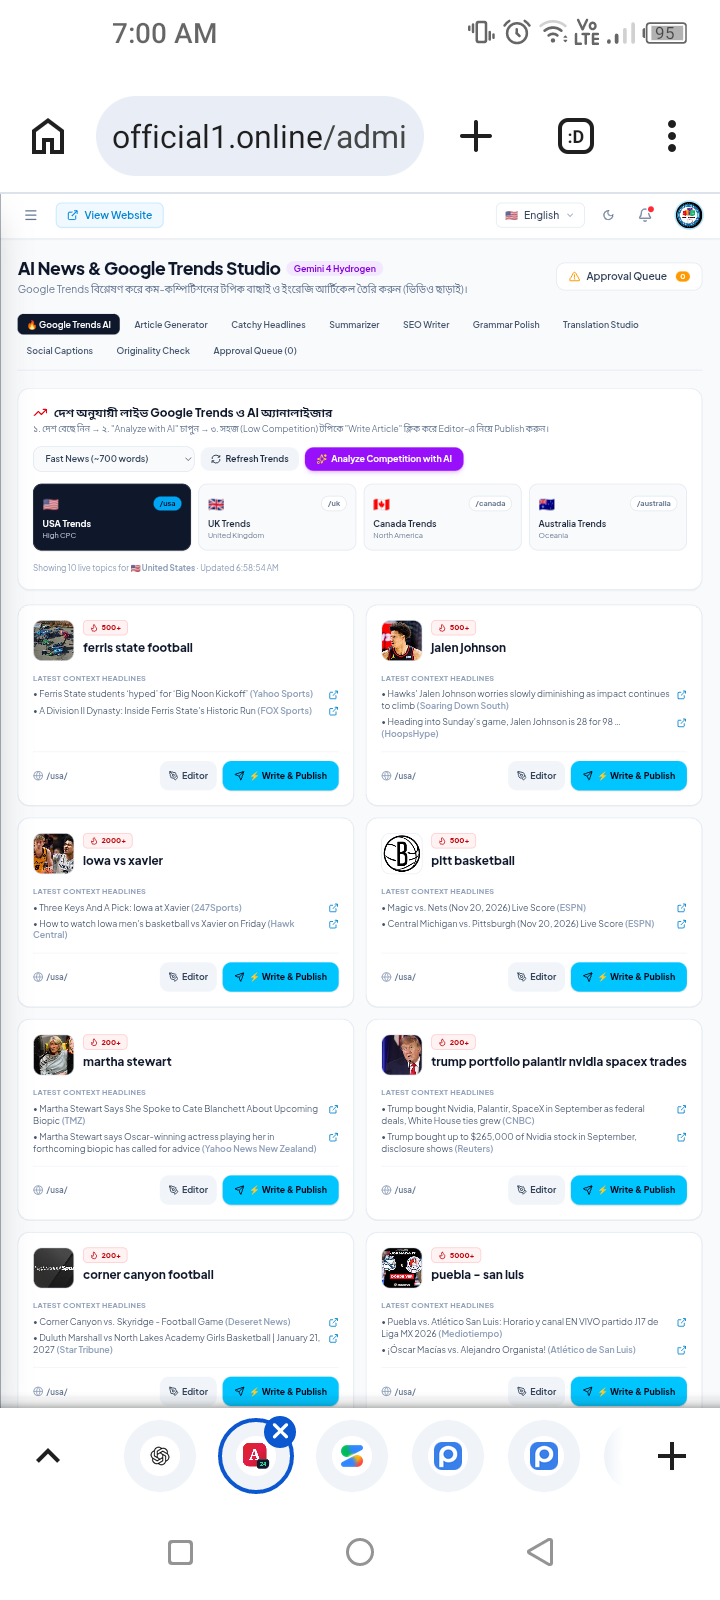 7:00 AM
Vo
LTE
95
official1.online/admi
:D
View Website
English
AI News & Google Trends Studio
Gemini 4 Hydrogen
Google Trends বিশ্লেষণ করে কম-কম্পিটিশনের টপিক বাছাই ও ইংরেজি আর্টিকেল তৈরি করুন (ভিডিও ছাড়াই)।
Approval Queue 0
Google Trends AI
Article Generator
Catchy Headlines
Summarizer
SEO Writer
Grammar Polish
Translation Studio
Social Captions
Originality Check
Approval Queue (0)
দেশ অনুযায়ী লাইভ Google Trends ও AI অ্যানালাইজার
১. দেশ বেছে নিন → ২. "Analyze with AI" চাপুন → ৩. সহজ (Low Competition) টপিকে "Write Article" ক্লিক করে Editor-এ নিয়ে Publish করুন।
Fast News (~700 words)
Refresh Trends
Analyze Competition with AI
/usa
USA Trends
High CPC
/uk
UK Trends
United Kingdom
/canada
Canada Trends
North America
/australia
Australia Trends
Oceania
Showing 10 live topics for United States · Updated 6:58:54 AM
500+
ferris state football
LATEST CONTEXT HEADLINES
• Ferris State students 'hyped' for 'Big Noon Kickoff' (Yahoo Sports)
• A Division II Dynasty: Inside Ferris State's Historic Run (FOX Sports)
/usa/
Editor
Write & Publish
500+
jalen johnson
LATEST CONTEXT HEADLINES
• Hawks' Jalen Johnson worries slowly diminishing as impact continues
to climb (Soaring Down South)
• Heading into Sunday's game, Jalen Johnson is 28 for 98 ...
(HoopsHype)
/usa/
Editor
Write & Publish
2000+
iowa vs xavier
LATEST CONTEXT HEADLINES
• Three Keys And A Pick: Iowa at Xavier (247Sports)
• How to watch Iowa men's basketball vs Xavier on Friday (Hawk
Central)
/usa/
Editor
Write & Publish
500+
pitt basketball
LATEST CONTEXT HEADLINES
• Magic vs. Nets (Nov 20, 2026) Live Score (ESPN)
• Central Michigan vs. Pittsburgh (Nov 20, 2026) Live Score (ESPN)
/usa/
Editor
Write & Publish
200+
martha stewart
LATEST CONTEXT HEADLINES
• Martha Stewart Says She Spoke to Cate Blanchett About Upcoming
Biopic (TMZ)
• Martha Stewart says Oscar-winning actress playing her in
forthcoming biopic has called for advice (Yahoo News New Zealand)
/usa/
Editor
Write & Publish
200+
trump portfolio palantir nvidia spacex trades
LATEST CONTEXT HEADLINES
• Trump bought Nvidia, Palantir, SpaceX in September as federal
deals, White House ties grew (CNBC)
• Trump bought up to $265,000 of Nvidia stock in September,
disclosure shows (Reuters)
/usa/
Editor
Write & Publish
200+
corner canyon football
LATEST CONTEXT HEADLINES
• Corner Canyon vs. Skyridge - Football Game (Deseret News)
• Duluth Marshall vs North Lakes Academy Girls Basketball | January 21,
2027 (Star Tribune)
/usa/
Editor
Write & Publish
5000+
puebla - san luis
LATEST CONTEXT HEADLINES
• Puebla vs. Atlético San Luis: Horario y canal EN VIVO partido J17 de
Liga MX 2026 (Mediotiempo)
• ¡Óscar Macías vs. Alejandro Organista! (Atlético de San Luis)
/usa/
Editor
Write & Publish
A
24